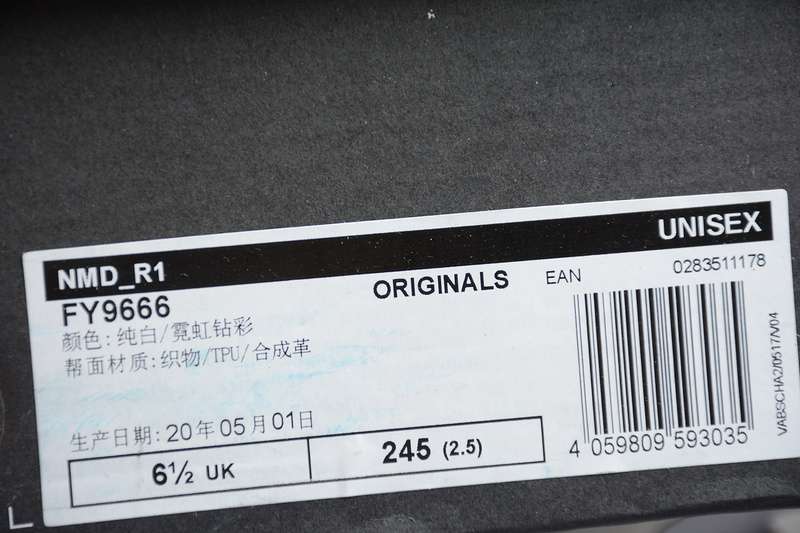 NMD_R1
UNISEX
FY9666
ORIGINALS
EAN
0283511178
颜色: 纯白/霓虹钻彩
帮面材质: 织物/TPU/合成革
生产日期: 20年05月01日
6½ UK
245 (2.5)
4 059809 593035
VABSCHA2/0517/V04